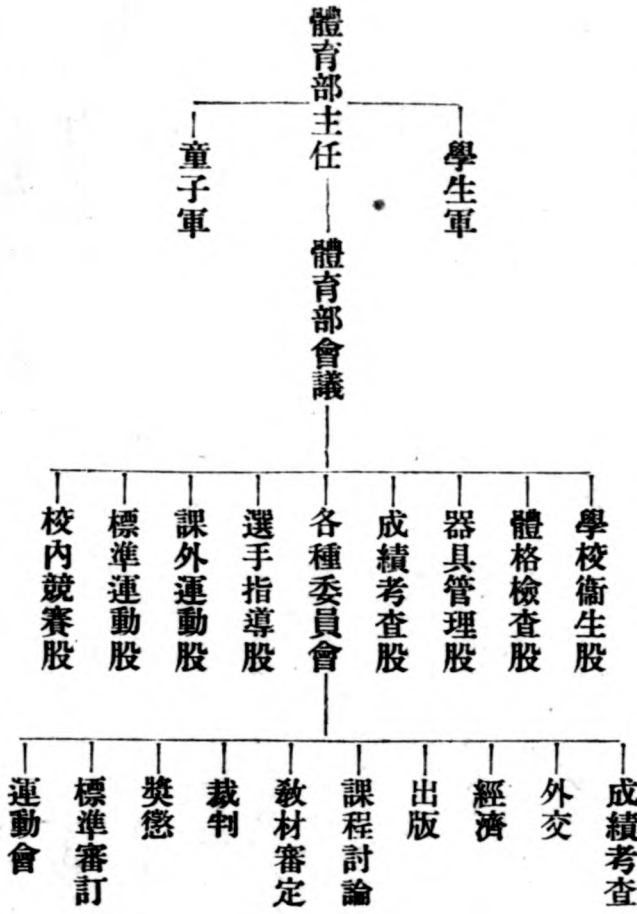 體育部主任
學生軍
童子軍
體育部會議
學校衞生股
體格檢查股
器具管理股
成績考查股
各種委員會
選手指導股
課外運動股
標準運動股
校內競賽股
成績考查
外交
經濟
出版
課程討論
敎材審定
裁判
獎懲
標準審訂
運動會